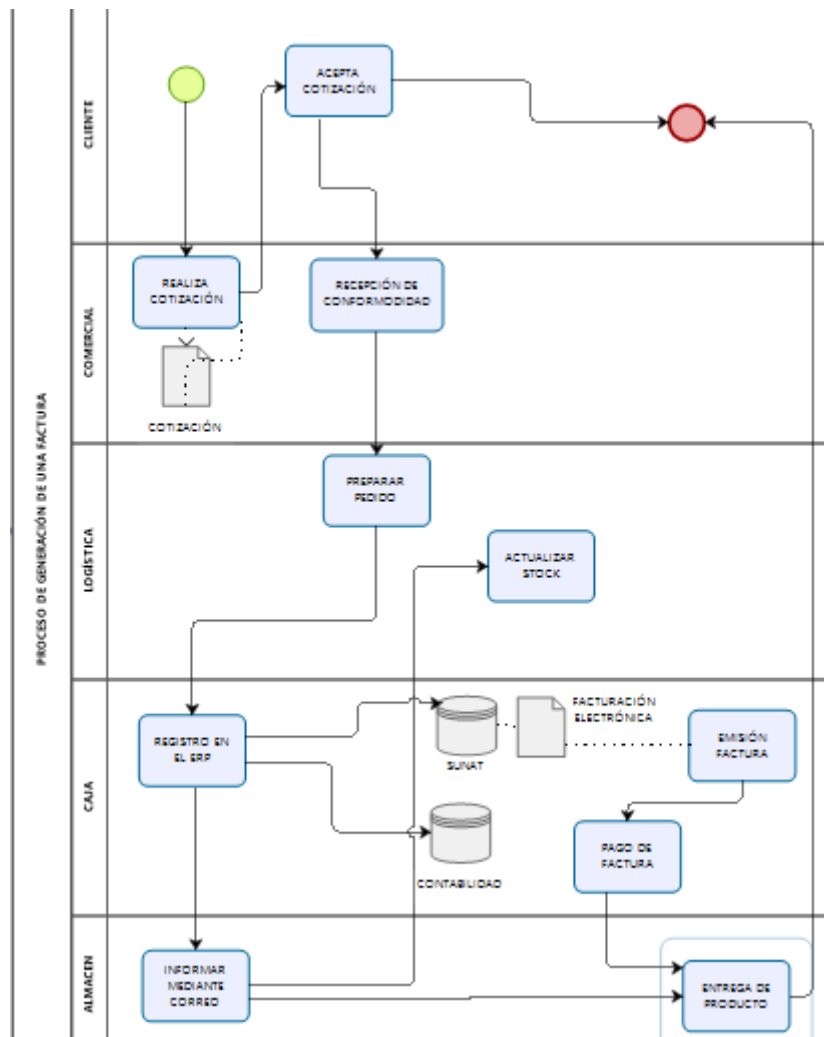 PROCESO DE GENERACIÓN DE UNA FACTURA
CLIENTE
ACEPTA
COTIZACIÓN
COMERCIAL
REALIZA
COTIZACIÓN
RECEPCIÓN DE
CONFORMODIDAD
COTIZACIÓN
LOGÍSTICA
PREPARAR
PEDIDO
ACTUALIZAR
STOCK
CAJA
REGISTRO EN
EL ERP
SUNAT
FACTURACIÓN
ELECTRÓNICA
EMISIÓN
FACTURA
CONTABILIDAD
PAGO DE
FACTURA
ALMACEN
INFORMAR
MEDIANTE
CORREO
ENTREGA DE
PRODUCTO